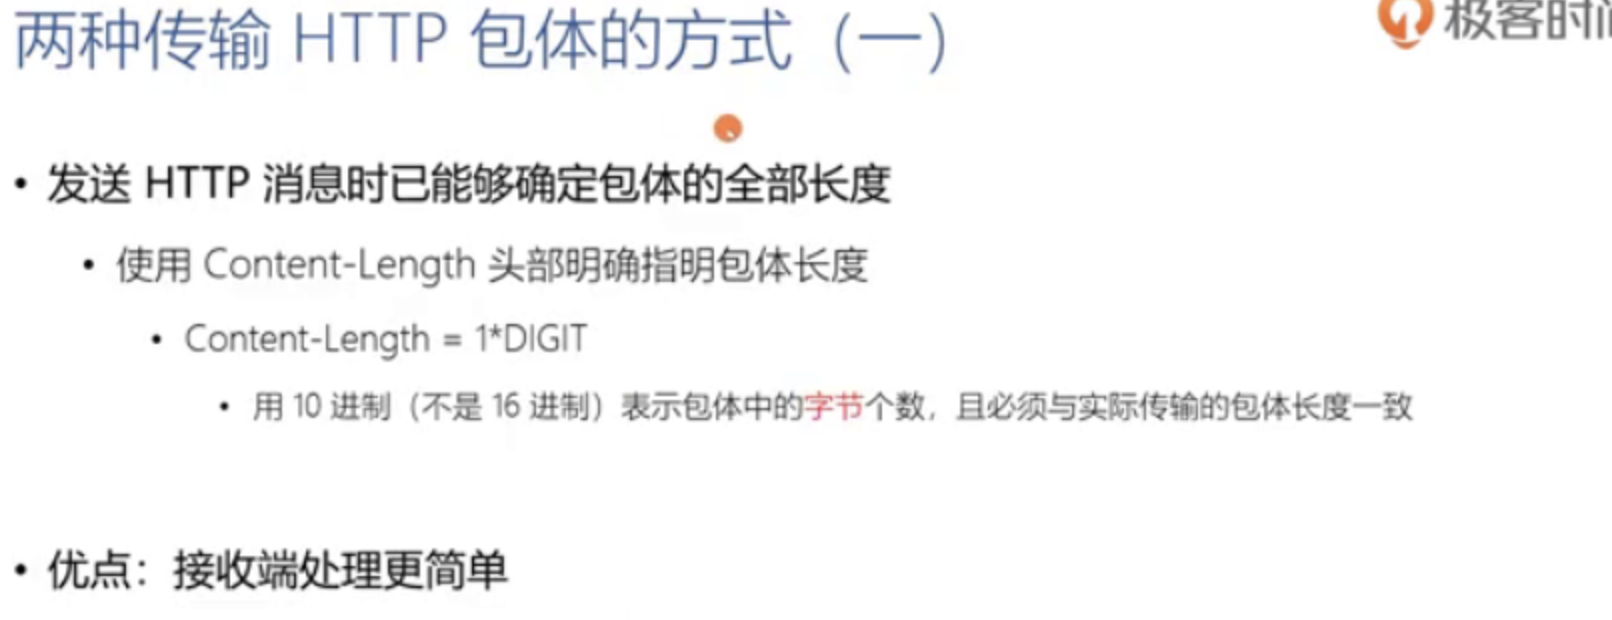 两种传输 HTTP 包体的方式（一）
极客时间
• 发送 HTTP 消息时已能够确定包体的全部长度
• 使用 Content-Length 头部明确指明包体长度
• Content-Length = 1*DIGIT
• 用 10 进制（不是 16 进制）表示包体中的字节个数，且必须与实际传输的包体长度一致
• 优点：接收端处理更简单